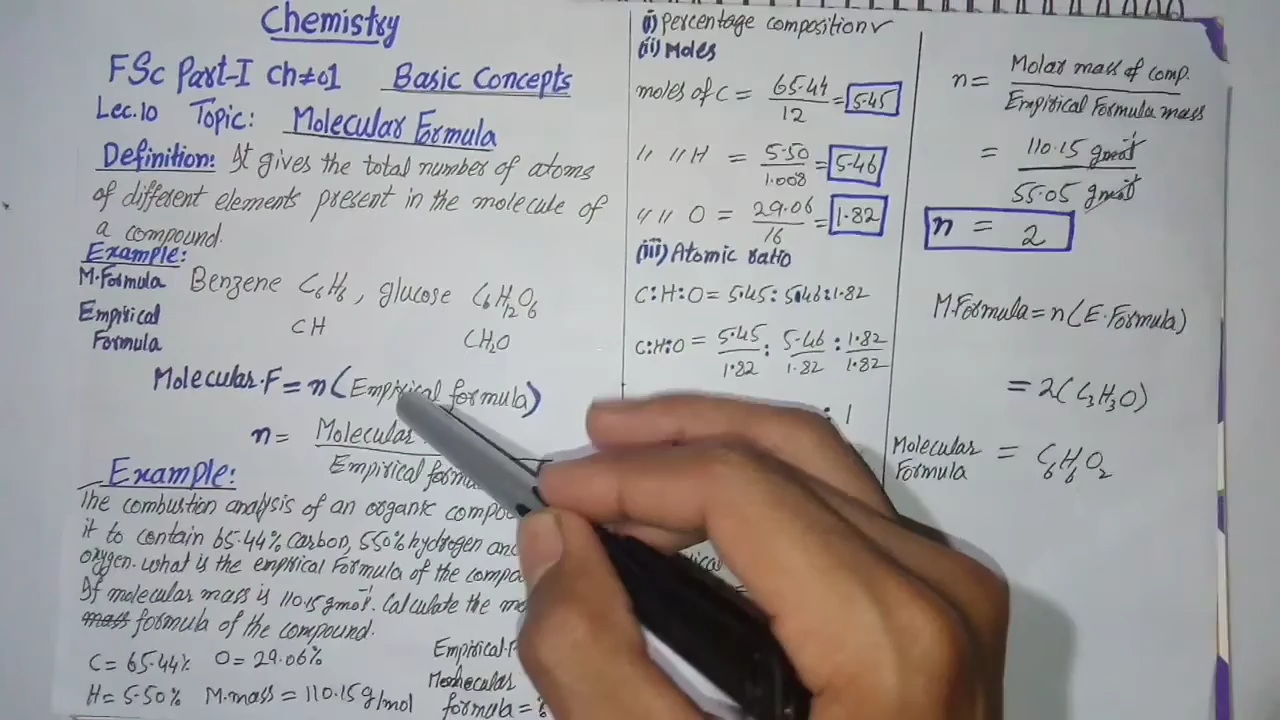 Chemistry
FSc Part-I Ch#01 Basic Concepts
Lec.10 Topic: Molecular Formula
Definition: It gives the total number of atoms
of different elements present in the molecule of
a compound.
Example:
M.Formula Benzene C₆H₆, glucose C₆H₁₂O₆
Empirical
Formula CH CH₂O
Molecular.F = n(Empirical formula)
n = Molecular
Empirical form
Example:
The combustion analysis of an organic compou
it to contain 65.44% Carbon, 5.50% hydrogen and
oxygen. what is the emprical Formula of the compo
If molecular mass is 110.15 gmol⁻¹. Calculate the
mass formula of the compound.
C = 65.44% O = 29.06%
H = 5.50% M.mass = 110.15 g/mol
Empirical.F
formula =
(i) percentage composition ✓
(ii) Moles
moles of C = 65.44/12 = 5.45
〃 〃 H = 5.50/1.008 = 5.46
〃 〃 O = 29.06/16 = 1.82
(iii) Atomic ratio
C:H:O = 5.45 : 5.46 : 1.82
C:H:O = 5.45/1.82 : 5.46/1.82 : 1.82/1.82
: 1
n = Molar mass of comp. / Empirical Formula mass
= 110.15 gmol⁻¹ / 55.05 gmol⁻¹
n = 2
M.Formula = n(E.Formula)
= 2(C₃H₃O)
Molecular
Formula = C₆H₆O₂